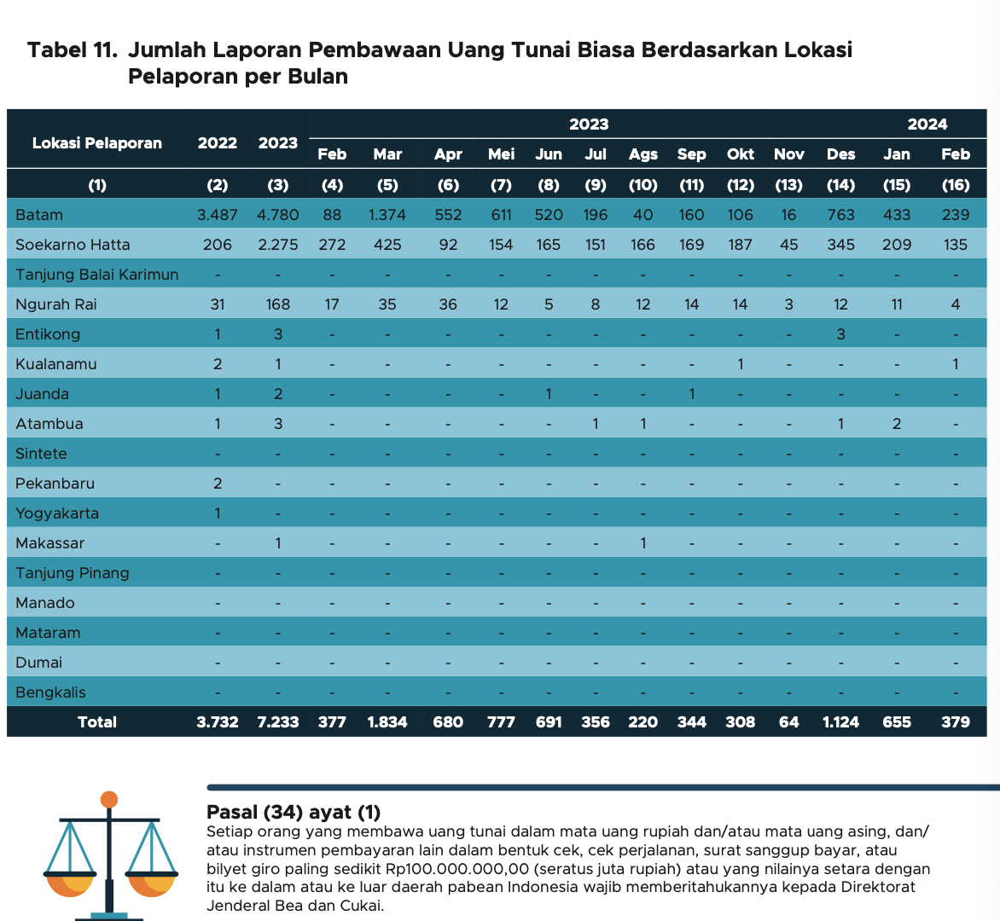 Tabel 11. Jumlah Laporan Pembawaan Uang Tunai Biasa Berdasarkan Lokasi
Pelaporan per Bulan
Lokasi Pelaporan 2022 2023 2023 2024
Feb Mar Apr Mei Jun Jul Ags Sep Okt Nov Des Jan Feb
(1) (2) (3) (4) (5) (6) (7) (8) (9) (10) (11) (12) (13) (14) (15) (16)
Batam 3.487 4.780 88 1.374 552 611 520 196 40 160 106 16 763 433 239
Soekarno Hatta 206 2.275 272 425 92 154 165 151 166 169 187 45 345 209 135
Tanjung Balai Karimun - - - - - - - - - - - - - - -
Ngurah Rai 31 168 17 35 36 12 5 8 12 14 14 3 12 11 4
Entikong 1 3 - - - - - - - - - - 3 - -
Kualanamu 2 1 - - - - - - - - 1 - - - 1
Juanda 1 2 - - - - 1 - - 1 - - - - -
Atambua 1 3 - - - - - 1 1 - - - 1 2 -
Sintete - - - - - - - - - - - - - - -
Pekanbaru 2 - - - - - - - - - - - - - -
Yogyakarta 1 - - - - - - - - - - - - - -
Makassar - 1 - - - - - - 1 - - - - - -
Tanjung Pinang - - - - - - - - - - - - - - -
Manado - - - - - - - - - - - - - - -
Mataram - - - - - - - - - - - - - - -
Dumai - - - - - - - - - - - - - - -
Bengkalis - - - - - - - - - - - - - - -
Total 3.732 7.233 377 1.834 680 777 691 356 220 344 308 64 1.124 655 379
Pasal (34) ayat (1)
Setiap orang yang membawa uang tunai dalam mata uang rupiah dan/atau mata uang asing, dan/
atau instrumen pembayaran lain dalam bentuk cek, cek perjalanan, surat sanggup bayar, atau
bilyet giro paling sedikit Rp100.000.000,00 (seratus juta rupiah) atau yang nilainya setara dengan
itu ke dalam atau ke luar daerah pabean Indonesia wajib memberitahukannya kepada Direktorat
Jenderal Bea dan Cukai.